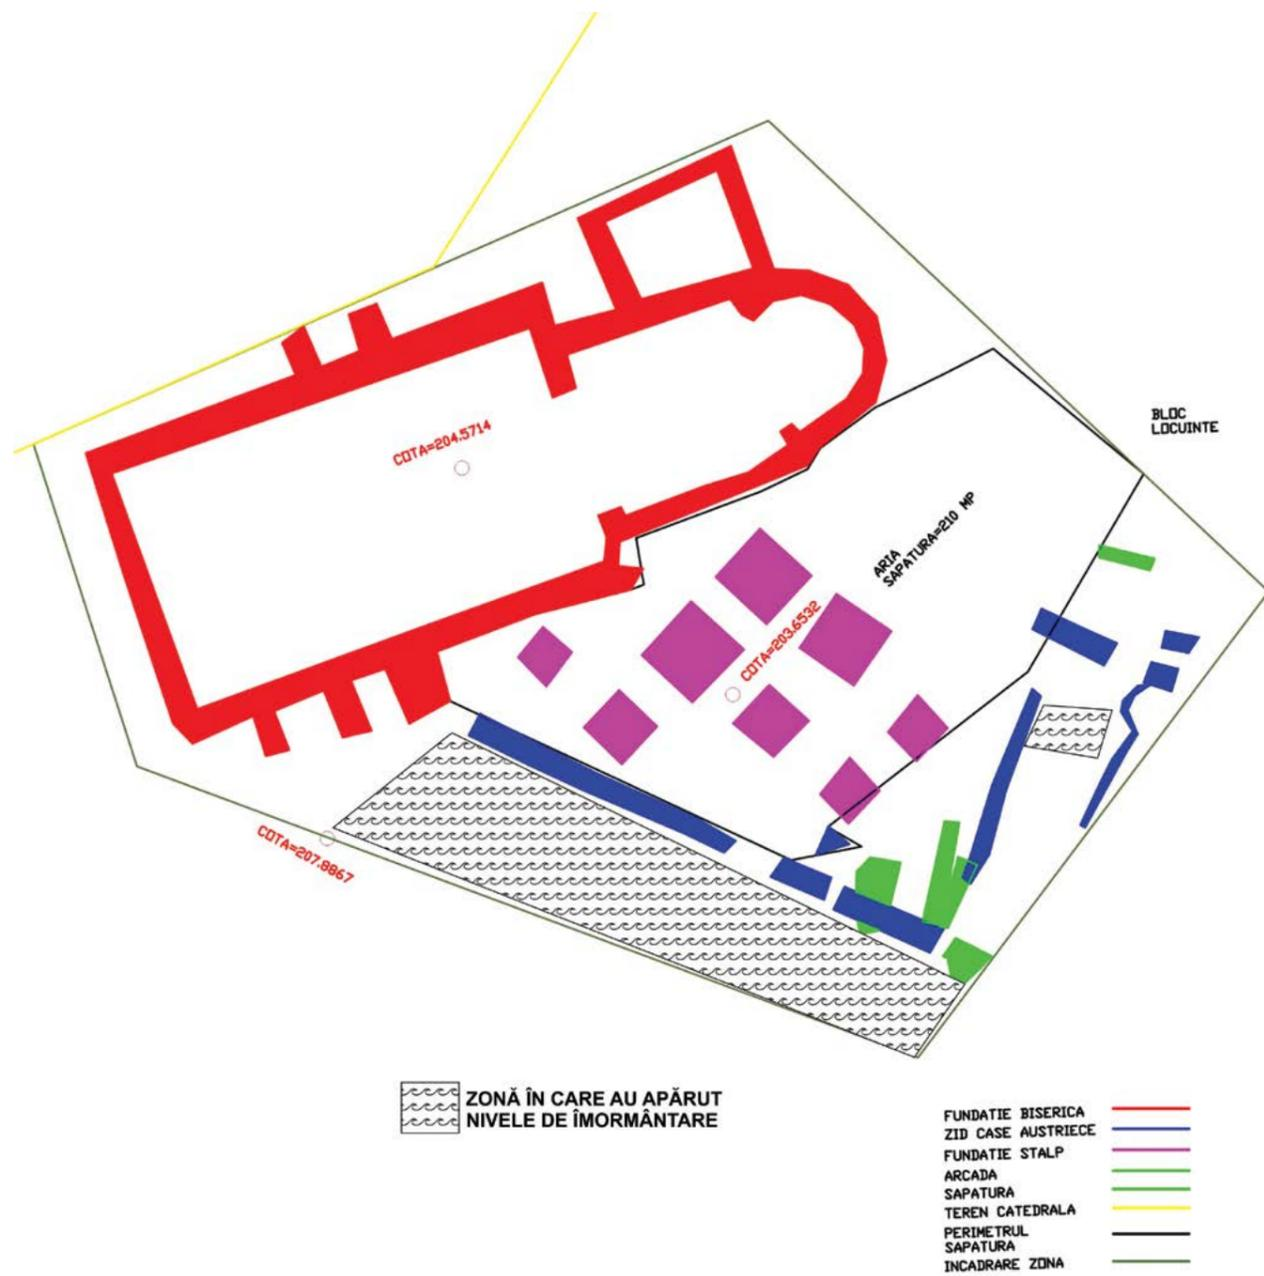 BLOC
LOCUINTE
COTA=204.5714
ARIA
SAPATURA=210 MP
COTA=203.6532
COTA=207.8867
ZONĂ ÎN CARE AU APĂRUT
NIVELE DE ÎMORMÂNTARE
FUNDATIE BISERICA
ZID CASE AUSTRIECE
FUNDATIE STALP
ARCADA
SAPATURA
TEREN CATEDRALA
PERIMETRUL
SAPATURA
INCADRARE ZONA